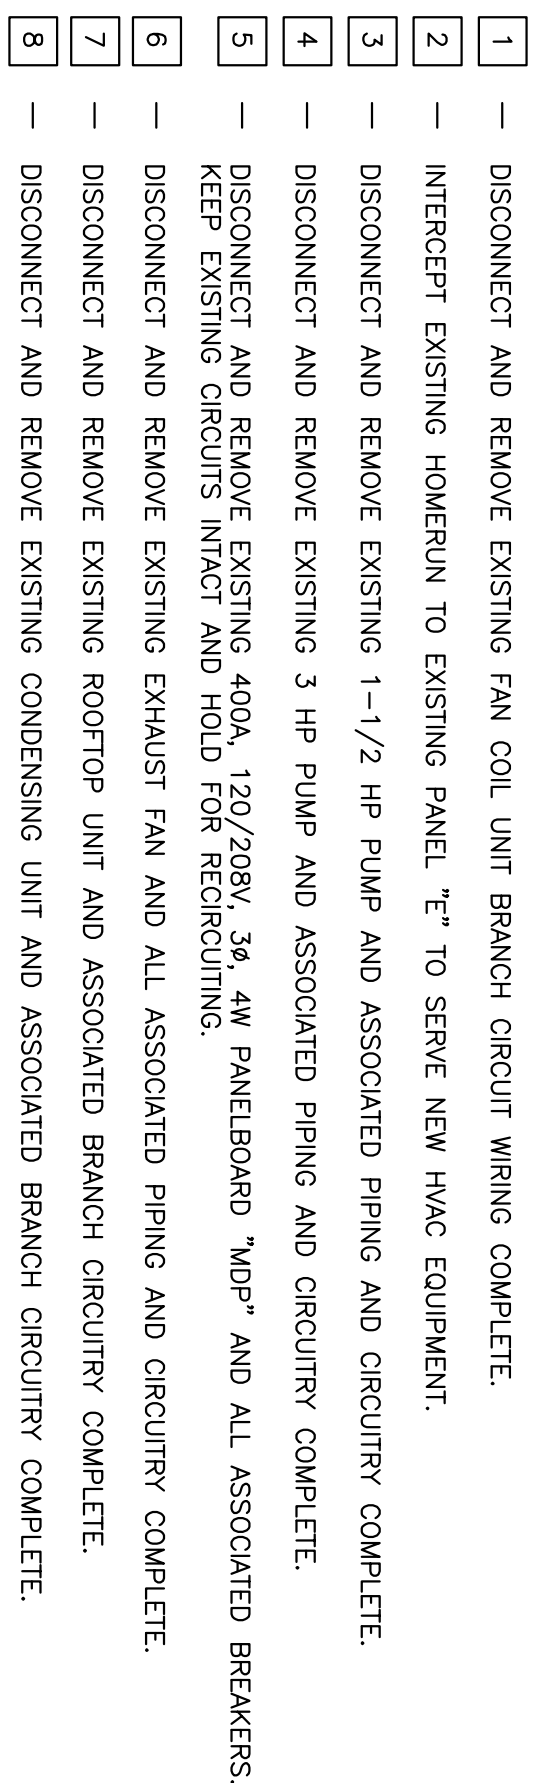 1 — DISCONNECT AND REMOVE EXISTING FAN COIL UNIT BRANCH CIRCUIT WIRING COMPLETE.
2 — INTERCEPT EXISTING HOMERUN TO EXISTING PANEL "E" TO SERVE NEW HVAC EQUIPMENT.
3 — DISCONNECT AND REMOVE EXISTING 1-1/2 HP PUMP AND ASSOCIATED PIPING AND CIRCUITRY COMPLETE.
4 — DISCONNECT AND REMOVE EXISTING 3 HP PUMP AND ASSOCIATED PIPING AND CIRCUITRY COMPLETE.
5 — DISCONNECT AND REMOVE EXISTING 400A, 120/208V, 3ø, 4W PANELBOARD "MDP" AND ALL ASSOCIATED BREAKERS.
KEEP EXISTING CIRCUITS INTACT AND HOLD FOR RECIRCUITING.
6 — DISCONNECT AND REMOVE EXISTING EXHAUST FAN AND ALL ASSOCIATED PIPING AND CIRCUITRY COMPLETE.
7 — DISCONNECT AND REMOVE EXISTING ROOFTOP UNIT AND ASSOCIATED BRANCH CIRCUITRY COMPLETE.
8 — DISCONNECT AND REMOVE EXISTING CONDENSING UNIT AND ASSOCIATED BRANCH CIRCUITRY COMPLETE.